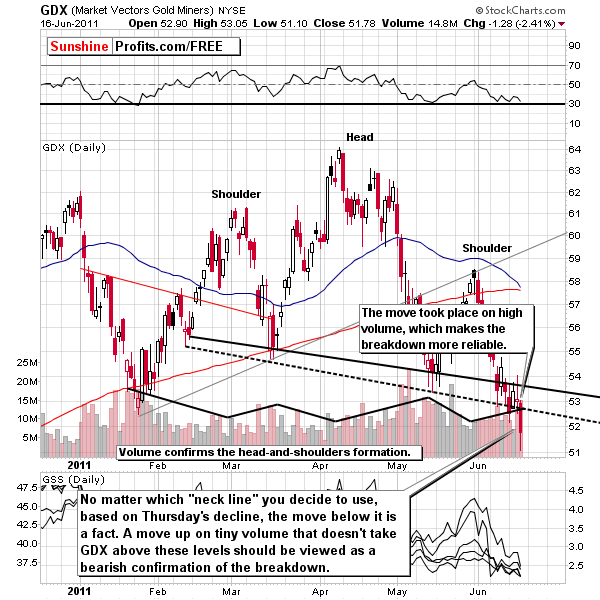 GDX (Market Vectors Gold Miners) NYSE
© StockCharts.com
16-Jun-2011 Open 52.90 High 53.05 Low 51.10 Close 51.78 Volume 14.8M Chg -1.28 (-2.41%)
Sunshine Profits.com/FREE
90
70
50
30
10
GDX (Daily)
Head
Shoulder
Shoulder
64
63
62
61
60
59
58
57
56
55
54
53
52
51
The move took place on high
volume, which makes the
breakdown more reliable.
25M
20M
15M
10M
5M
Volume confirms the head-and-shoulders formation.
2011 Feb Mar Apr May Jun
GSS (Daily)
47.5
45.0
42.5
40.0
37.5
No matter which "neck line" you decide to use,
based on Thursday's decline, the move below it is
a fact. A move up on tiny volume that doesn't take
GDX above these levels should be viewed as a
bearish confirmation of the breakdown.
4.5
4.0
3.5
3.0
2.5
2011 Feb Mar Apr May Jun